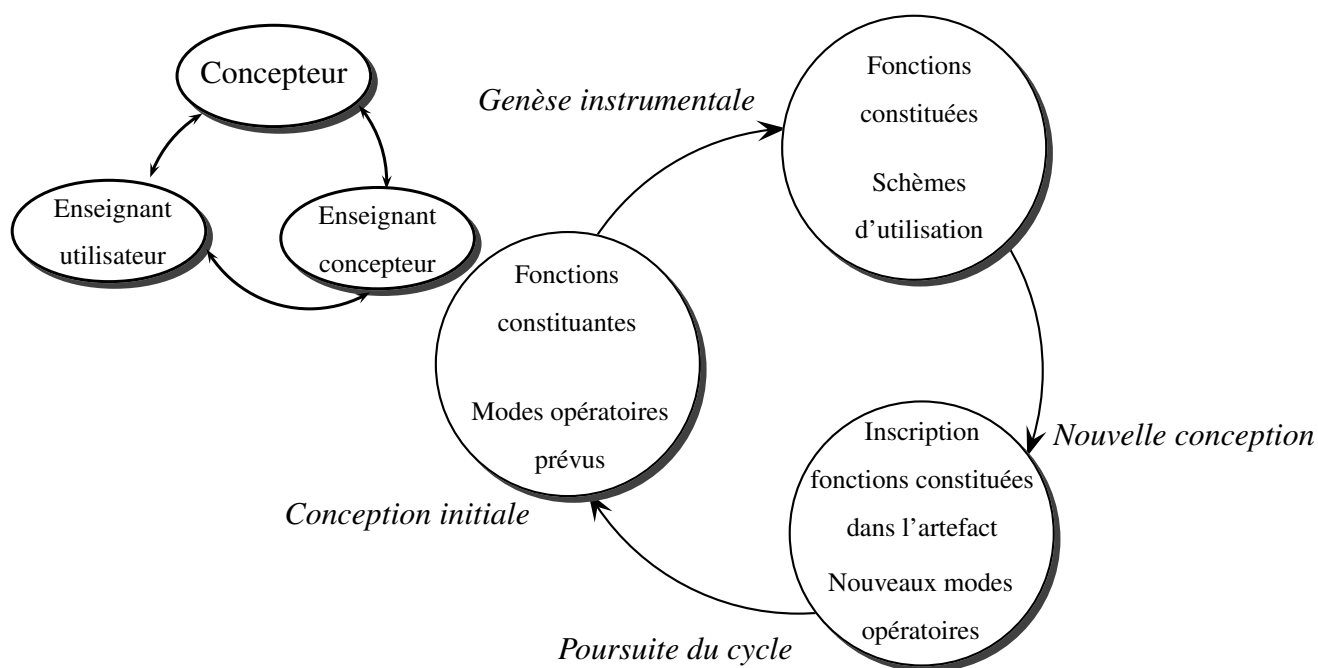 Concepteur
Enseignant
utilisateur
Enseignant
concepteur
Genèse instrumentale
Fonctions
constituées
Schèmes
d'utilisation
Fonctions
constituantes
Modes opératoires
prévus
Conception initiale
Nouvelle conception
Inscription
fonctions constituées
dans l'artefact
Nouveaux modes
opératoires
Poursuite du cycle